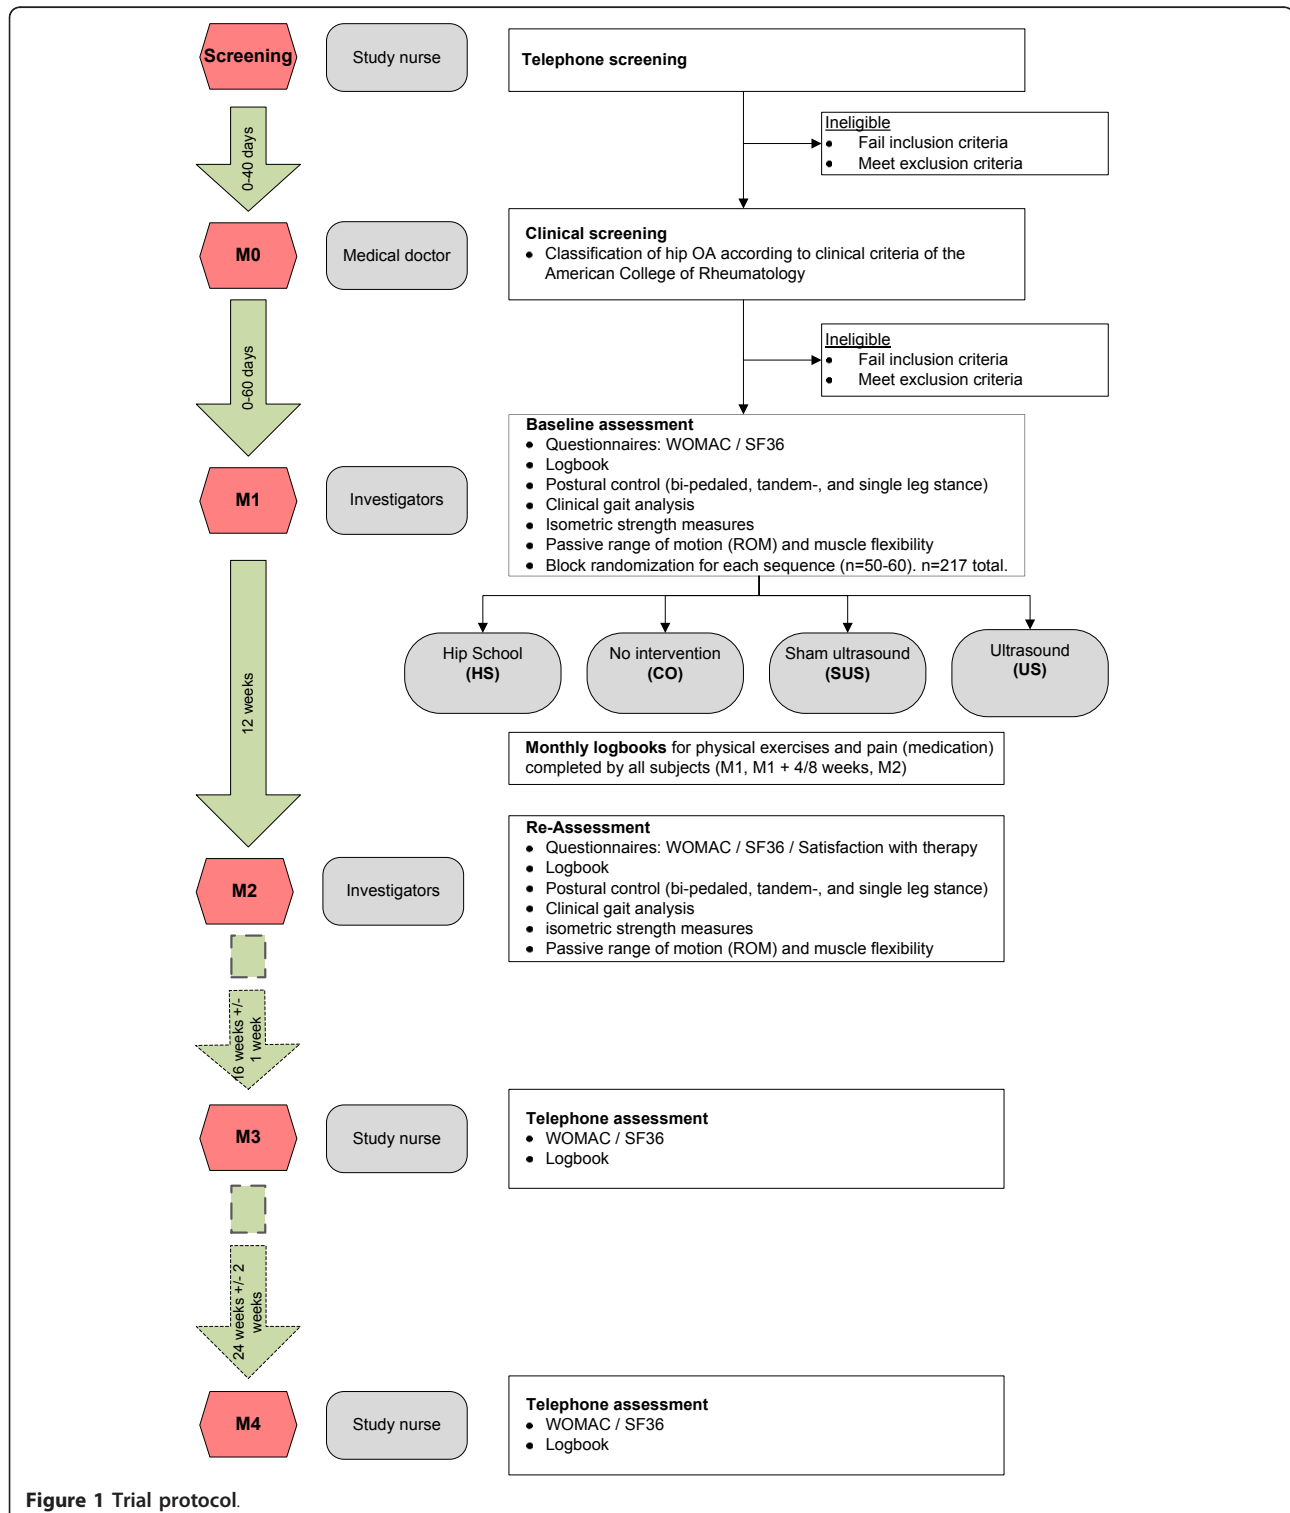 Screening
Study nurse
Telephone screening
Ineligible
• Fail inclusion criteria
• Meet exclusion criteria
0-40 days
M0
Medical doctor
Clinical screening
• Classification of hip OA according to clinical criteria of the
American College of Rheumatology
Ineligible
• Fail inclusion criteria
• Meet exclusion criteria
0-60 days
M1
Investigators
Baseline assessment
• Questionnaires: WOMAC / SF36
• Logbook
• Postural control (bi-pedaled, tandem-, and single leg stance)
• Clinical gait analysis
• Isometric strength measures
• Passive range of motion (ROM) and muscle flexibility
• Block randomization for each sequence (n=50-60). n=217 total.
Hip School
(HS)
No intervention
(CO)
Sham ultrasound
(SUS)
Ultrasound
(US)
12 weeks
Monthly logbooks for physical exercises and pain (medication)
completed by all subjects (M1, M1 + 4/8 weeks, M2)
M2
Investigators
Re-Assessment
• Questionnaires: WOMAC / SF36 / Satisfaction with therapy
• Logbook
• Postural control (bi-pedaled, tandem-, and single leg stance)
• Clinical gait analysis
• isometric strength measures
• Passive range of motion (ROM) and muscle flexibility
16 weeks +/-
1 week
M3
Study nurse
Telephone assessment
• WOMAC / SF36
• Logbook
24 weeks +/- 2
weeks
M4
Study nurse
Telephone assessment
• WOMAC / SF36
• Logbook
Figure 1 Trial protocol.